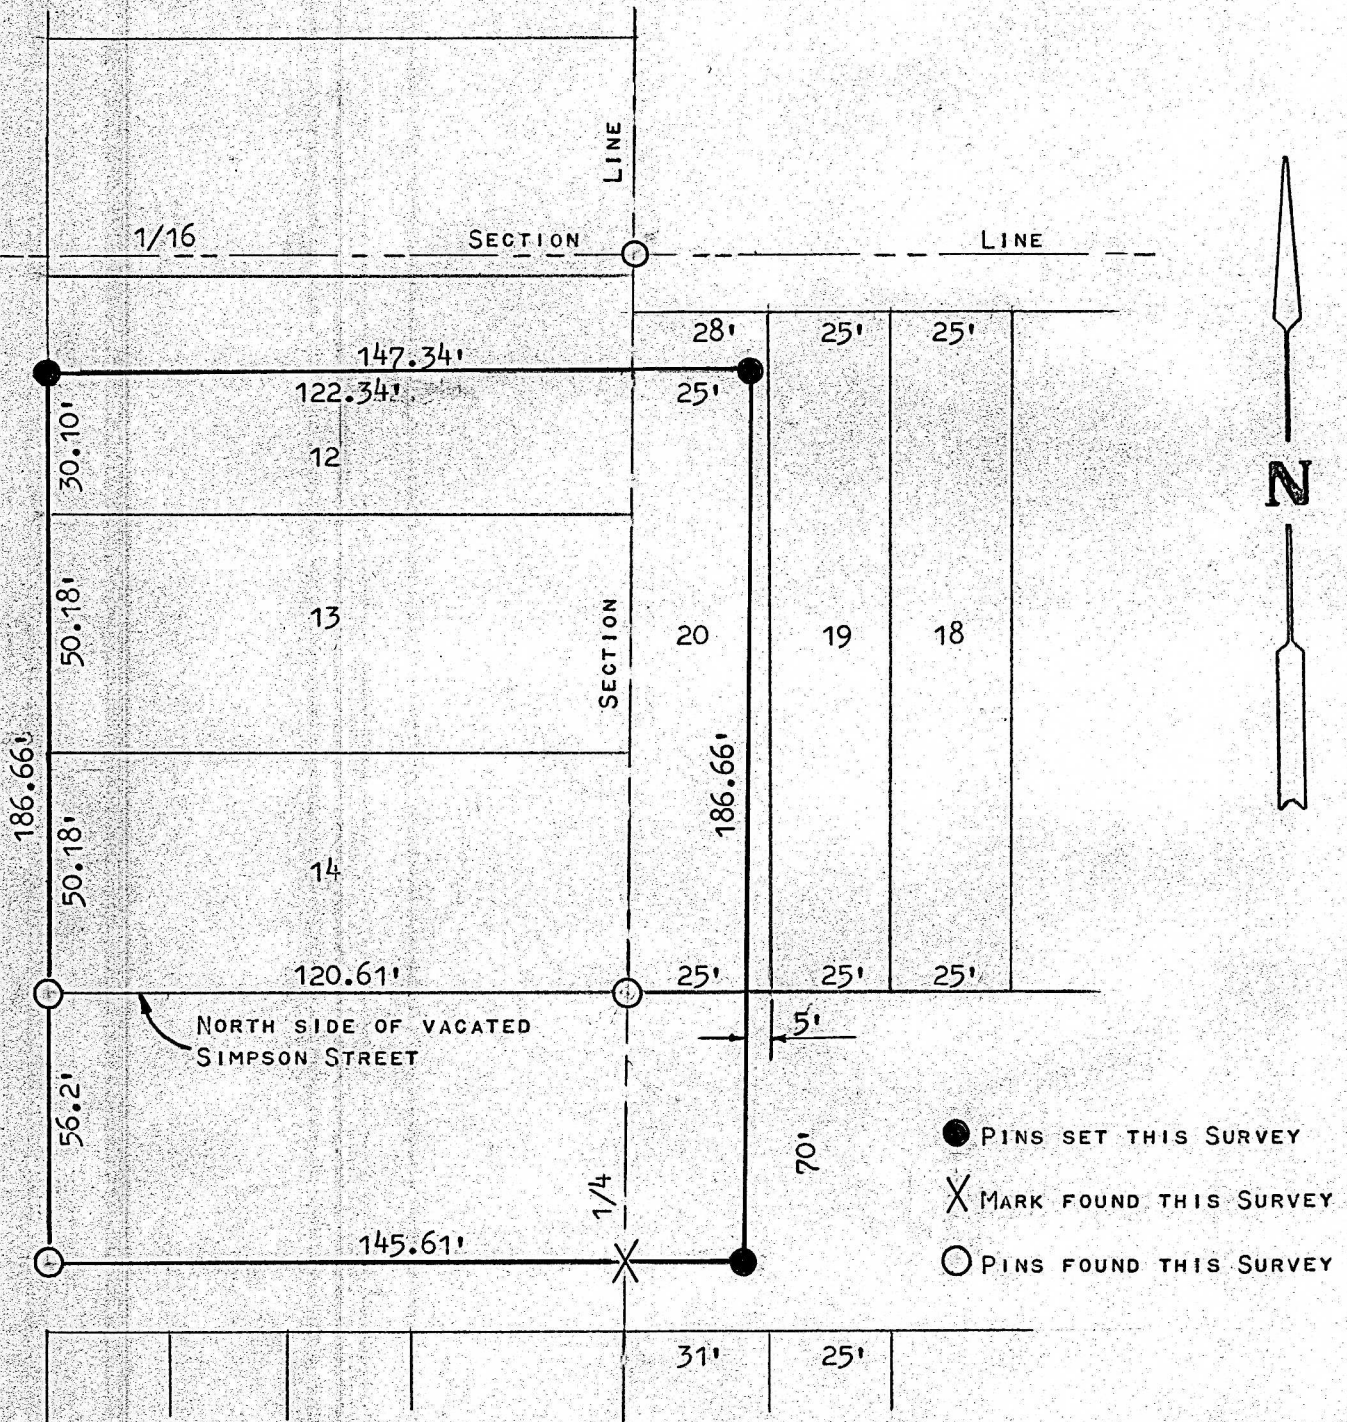 LINE
1/16 SECTION LINE
28' 25' 25'
147.34'
122.34' 25'
30.10'
12
N
50.18'
13
SECTION
20 19 18
186.66'
186.66'
50.18'
14
120.61' 25' 25' 25'
NORTH SIDE OF VACATED
SIMPSON STREET
5'
56.2'
70'
1/4
PINS SET THIS SURVEY
MARK FOUND THIS SURVEY
PINS FOUND THIS SURVEY
145.61'
31' 25'